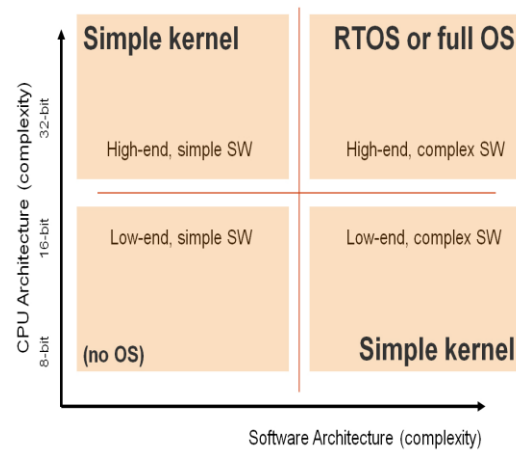 Simple kernel
RTOS or full OS
High-end, simple SW
High-end, complex SW
Low-end, simple SW
Low-end, complex SW
(no OS)
Simple kernel
CPU Architecture (complexity)
32-bit
16-bit
8-bit
Software Architecture (complexity)